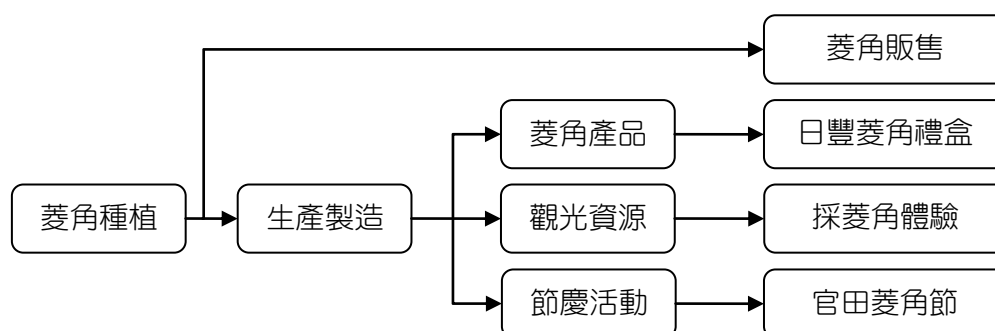 菱角販售
菱角產品
日豐菱角禮盒
菱角種植
生產製造
觀光資源
採菱角體驗
節慶活動
官田菱角節